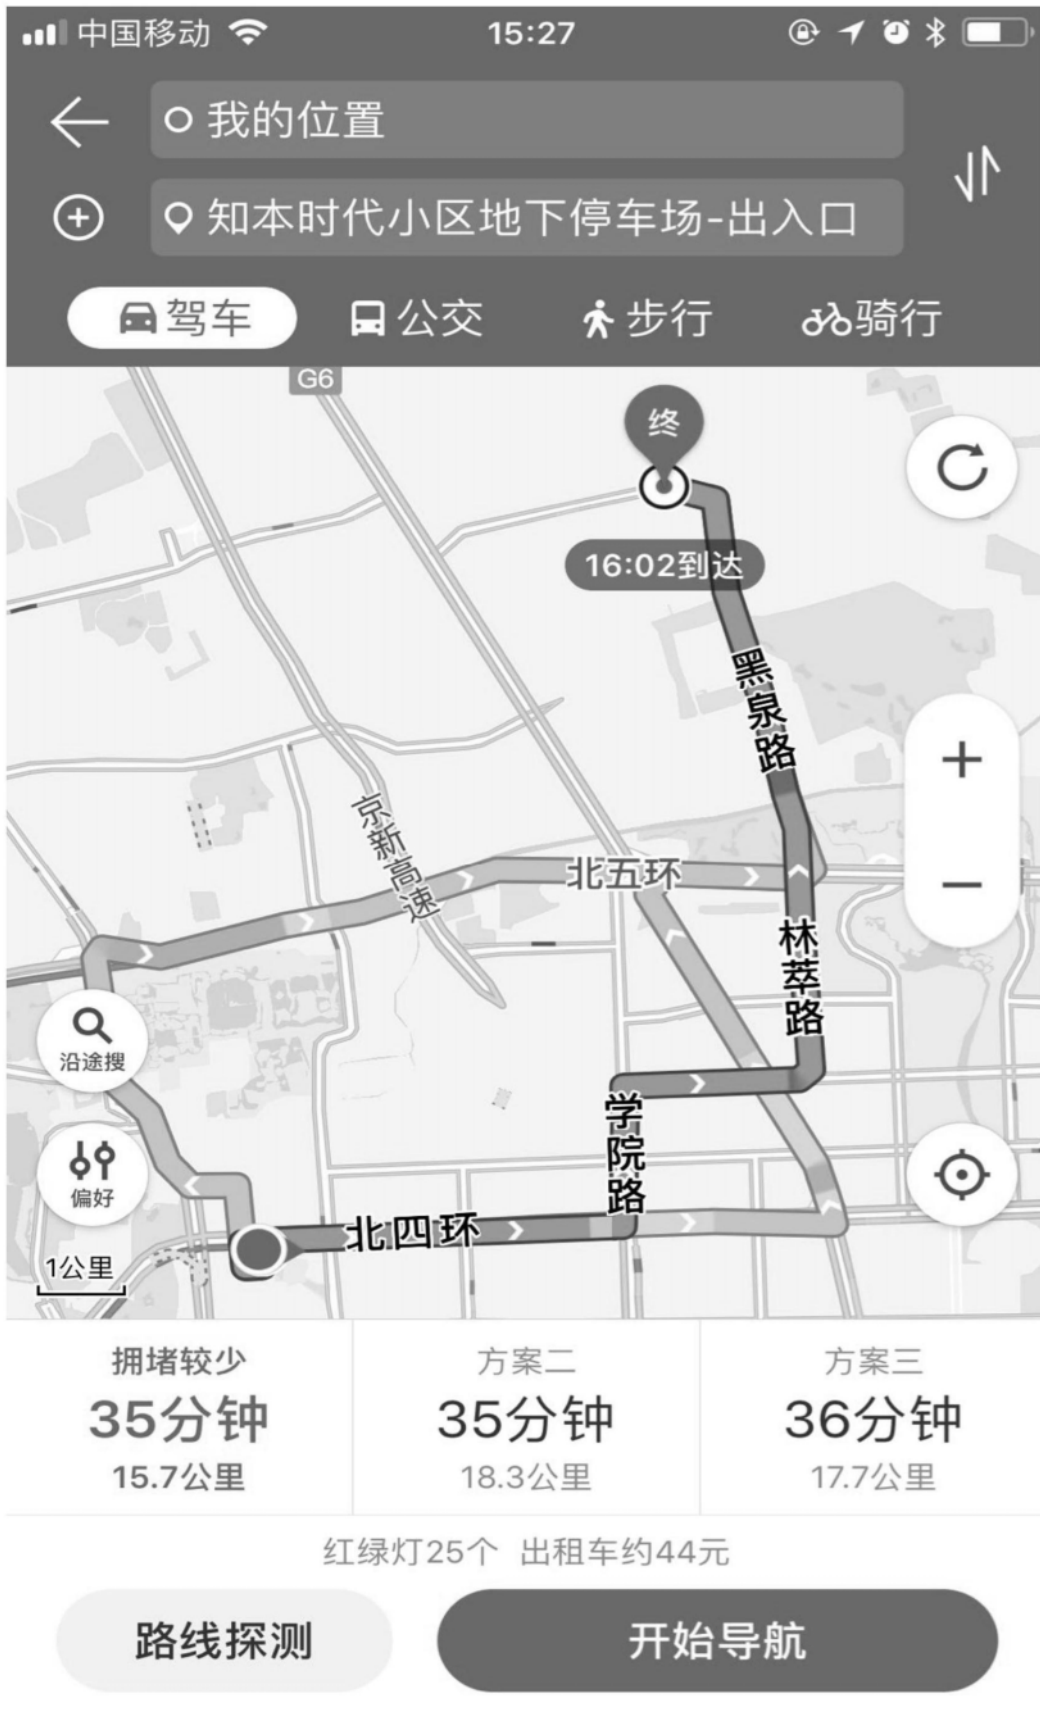 中国移动 15:27
我的位置
知本时代小区地下停车场-出入口
驾车 公交 步行 骑行
G6
终
16:02到达
黑泉路
京新高速
北五环
林萃路
沿途搜
学院路
偏好
北四环
1公里
拥堵较少 方案二 方案三
35分钟 35分钟 36分钟
15.7公里 18.3公里 17.7公里
红绿灯25个 出租车约44元
路线探测 开始导航